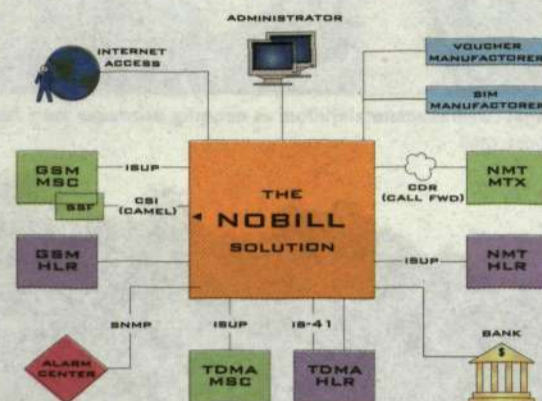 ADMINISTRATOR
INTERNET
ACCESS
VOUCHER
MANUFACTORER
SIM
MANUFACTORER
GSM
MSC
ISUP
SSF
CSI
(CAMEL)
THE
NOBILL
SOLUTION
CDR
(CALL FWD)
NMT
MTX
GSM
HLR
ISUP
NMT
HLR
SNMP
ISUP
IS-41
BANK
$
ALARM
CENTER
TDMA
MSC
TDMA
HLR